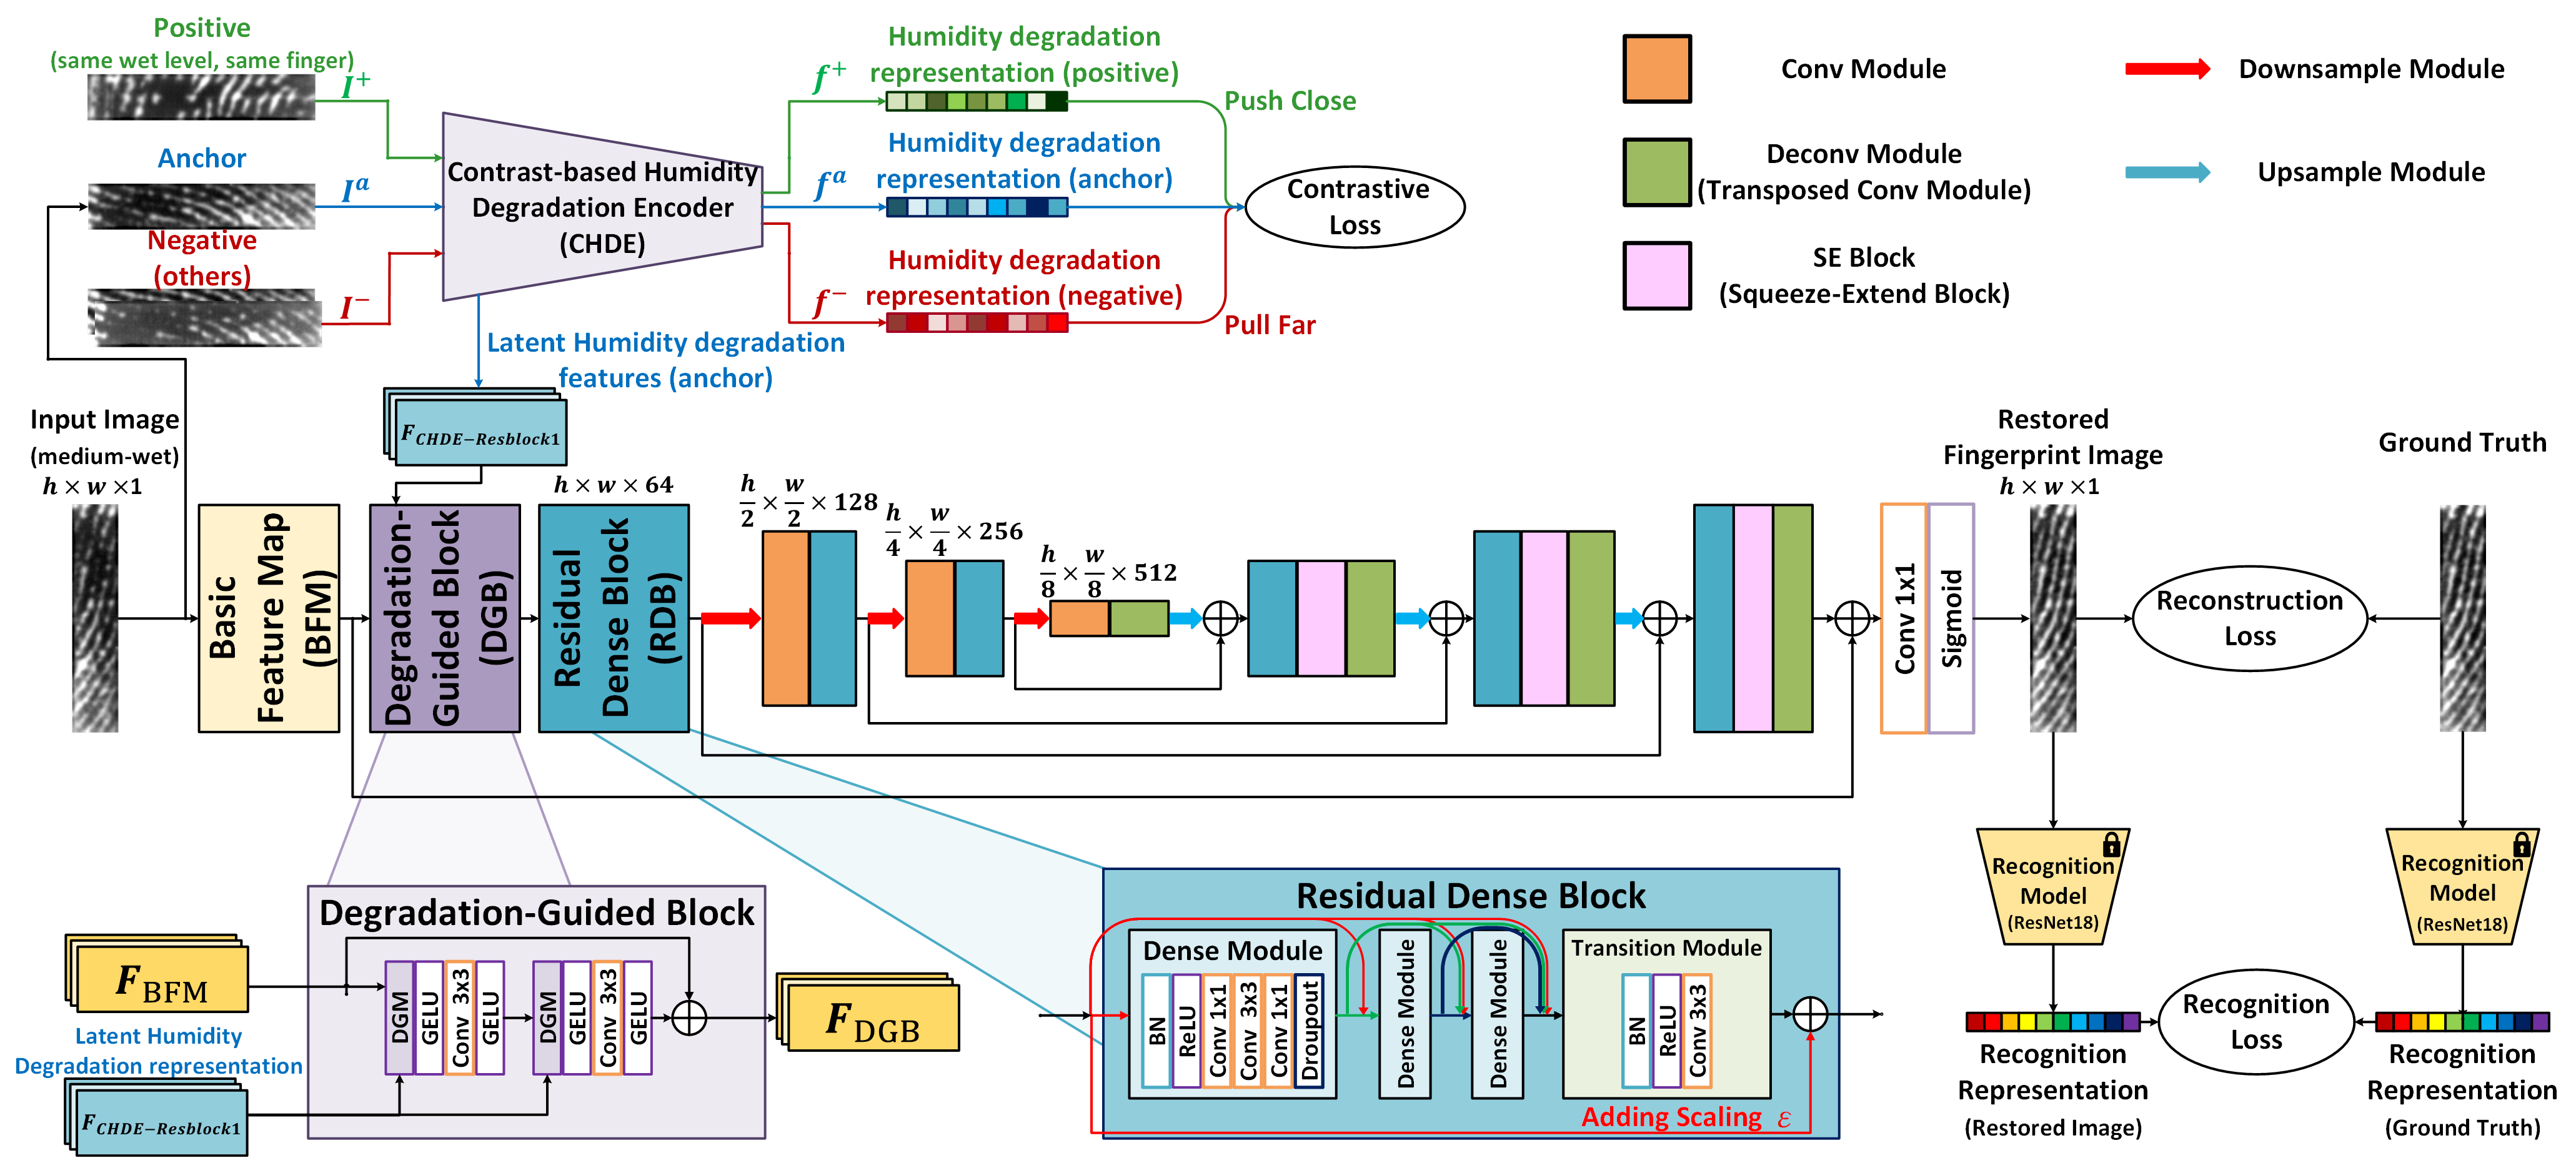 Positive
(same wet level, same finger)
I⁺
Anchor
Iᵃ
Negative
(others)
I⁻
Contrast-based Humidity
Degradation Encoder
(CHDE)
f⁺
Humidity degradation
representation (positive)
Push Close
fᵃ
Humidity degradation
representation (anchor)
f⁻
Humidity degradation
representation (negative)
Pull Far
Contrastive
Loss
Conv Module
Downsample Module
Deconv Module
(Transposed Conv Module)
Upsample Module
SE Block
(Squeeze-Extend Block)
Latent Humidity degradation
features (anchor)
F_CHDE−Resblock1
Input Image
(medium-wet)
h × w ×1
Basic
Feature Map
(BFM)
Degradation-
Guided Block
(DGB)
h × w × 64
Residual
Dense Block
(RDB)
h/2 × w/2 × 128
h/4 × w/4 × 256
h/8 × w/8 × 512
Conv 1x1
Sigmoid
Restored
Fingerprint Image
h × w ×1
Reconstruction
Loss
Ground Truth
Recognition
Model
(ResNet18)
Recognition
Model
(ResNet18)
Recognition
Loss
Recognition
Representation
(Restored Image)
Recognition
Representation
(Ground Truth)
Degradation-Guided Block
F_BFM
Latent Humidity
Degradation representation
F_CHDE−Resblock1
DGM
GELU
Conv 3x3
GELU
DGM
GELU
Conv 3x3
GELU
F_DGB
Residual Dense Block
Dense Module
BN
ReLU
Conv 1x1
Conv 3x3
Conv 1x1
Droupout
Dense Module
Dense Module
Transition Module
BN
ReLU
Conv 3x3
Adding Scaling ε